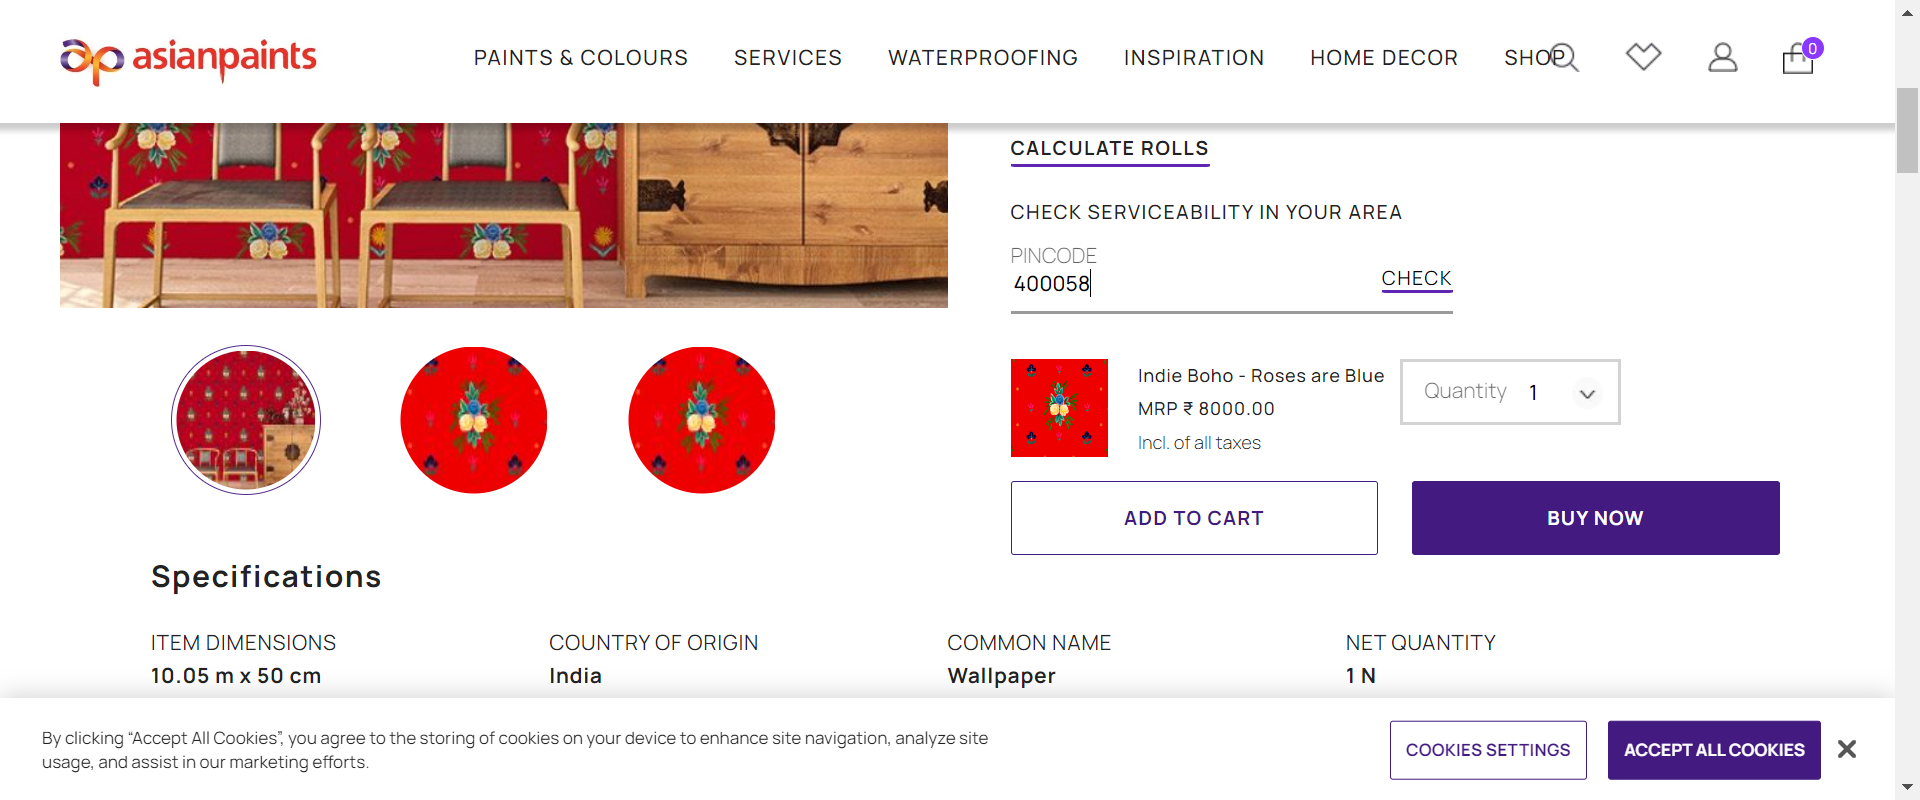 asianpaints
PAINTS & COLOURS
SERVICES
WATERPROOFING
INSPIRATION
HOME DECOR
SHOP
0
CALCULATE ROLLS
CHECK SERVICEABILITY IN YOUR AREA
PINCODE
400058
CHECK
Indie Boho - Roses are Blue
MRP ₹ 8000.00
Incl. of all taxes
Quantity 1
ADD TO CART
BUY NOW
Specifications
ITEM DIMENSIONS
10.05 m x 50 cm
COUNTRY OF ORIGIN
India
COMMON NAME
Wallpaper
NET QUANTITY
1 N
By clicking “Accept All Cookies”, you agree to the storing of cookies on your device to enhance site navigation, analyze site
usage, and assist in our marketing efforts.
COOKIES SETTINGS
ACCEPT ALL COOKIES